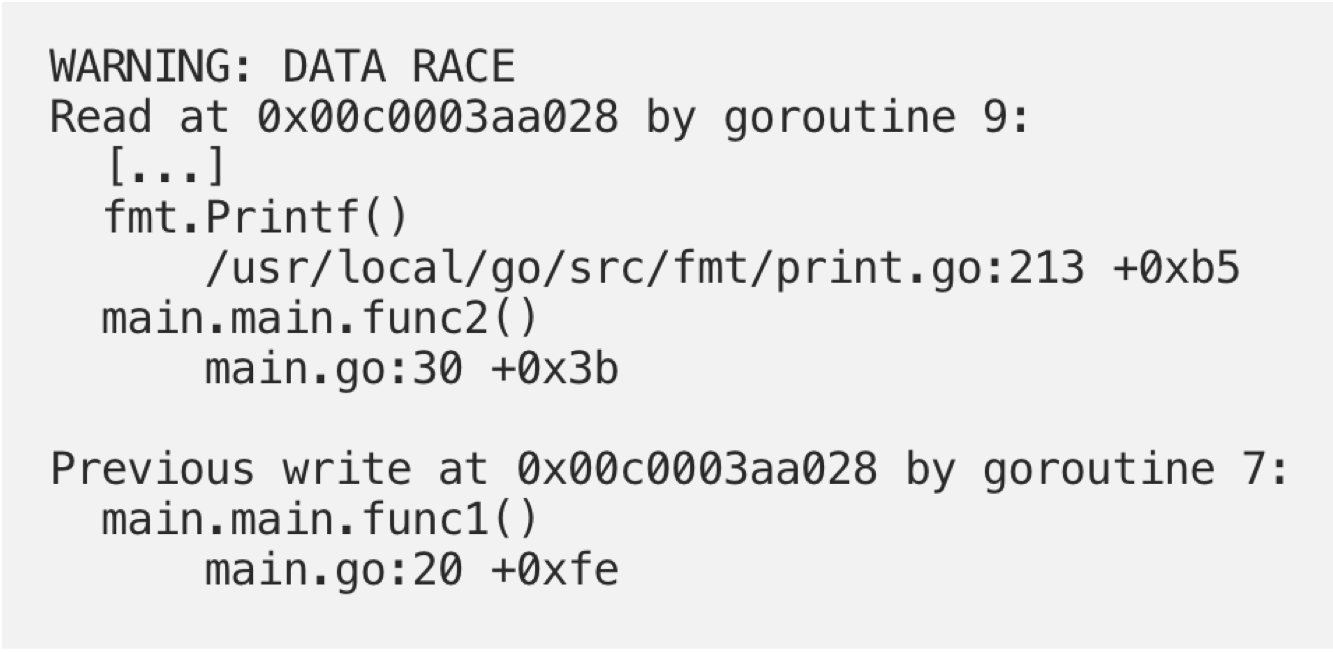 WARNING: DATA RACE
Read at 0x00c0003aa028 by goroutine 9:
[...]
fmt.Printf()
/usr/local/go/src/fmt/print.go:213 +0xb5
main.main.func2()
main.go:30 +0x3b
Previous write at 0x00c0003aa028 by goroutine 7:
main.main.func1()
main.go:20 +0xfe